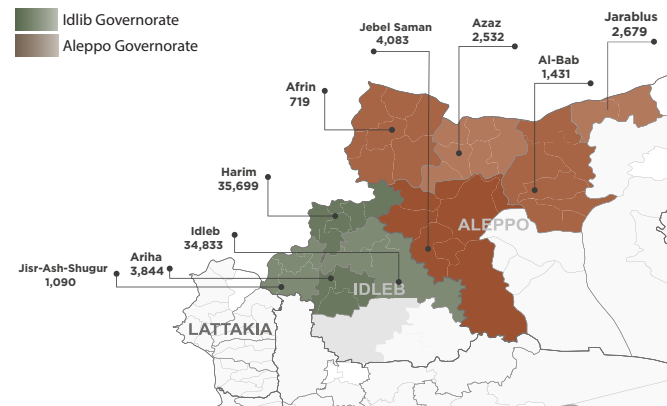 Idlib Governorate
Aleppo Governorate
Jarablus
2,679
Azaz
2,532
Jebel Saman
4,083
Al-Bab
1,431
Afrin
719
Harim
35,699
Idleb
34,833
Ariha
3,844
Jisr-Ash-Shugur
1,090
ALEPPO
IDLEB
LATTAKIA